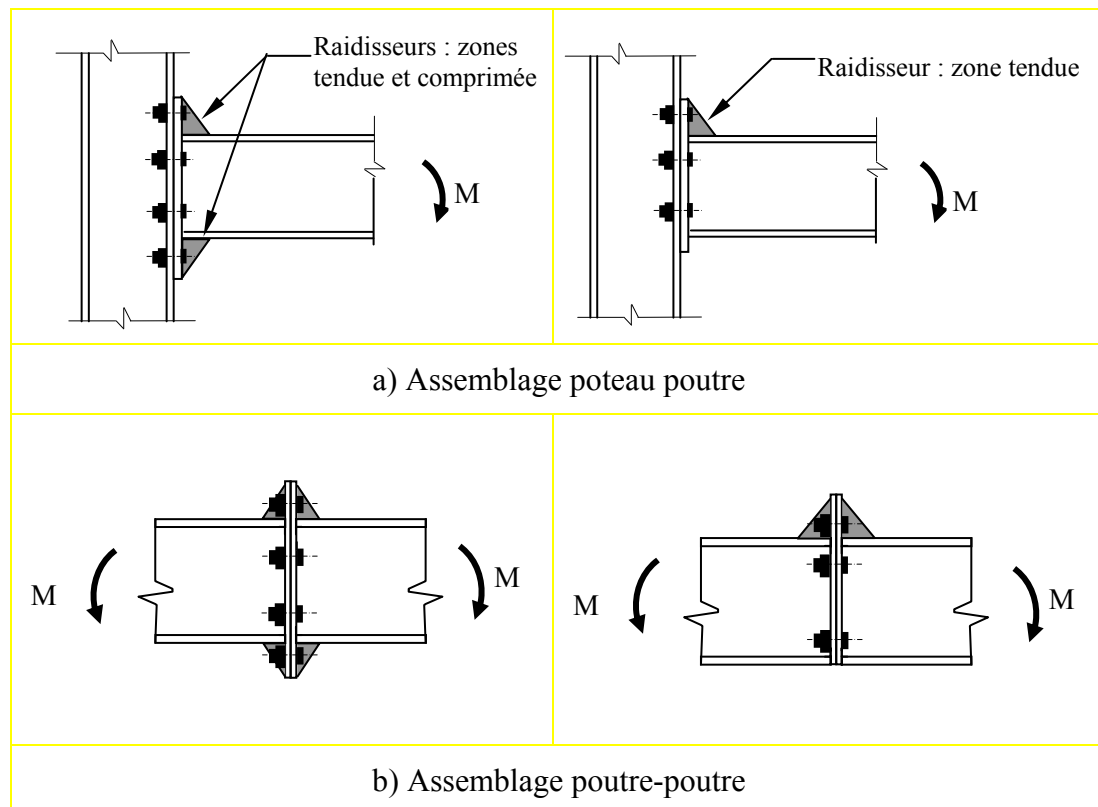 Raidisseurs : zones
tendue et comprimée
M
Raidisseur : zone tendue
M
a) Assemblage poteau poutre
M
M
M
M
b) Assemblage poutre-poutre